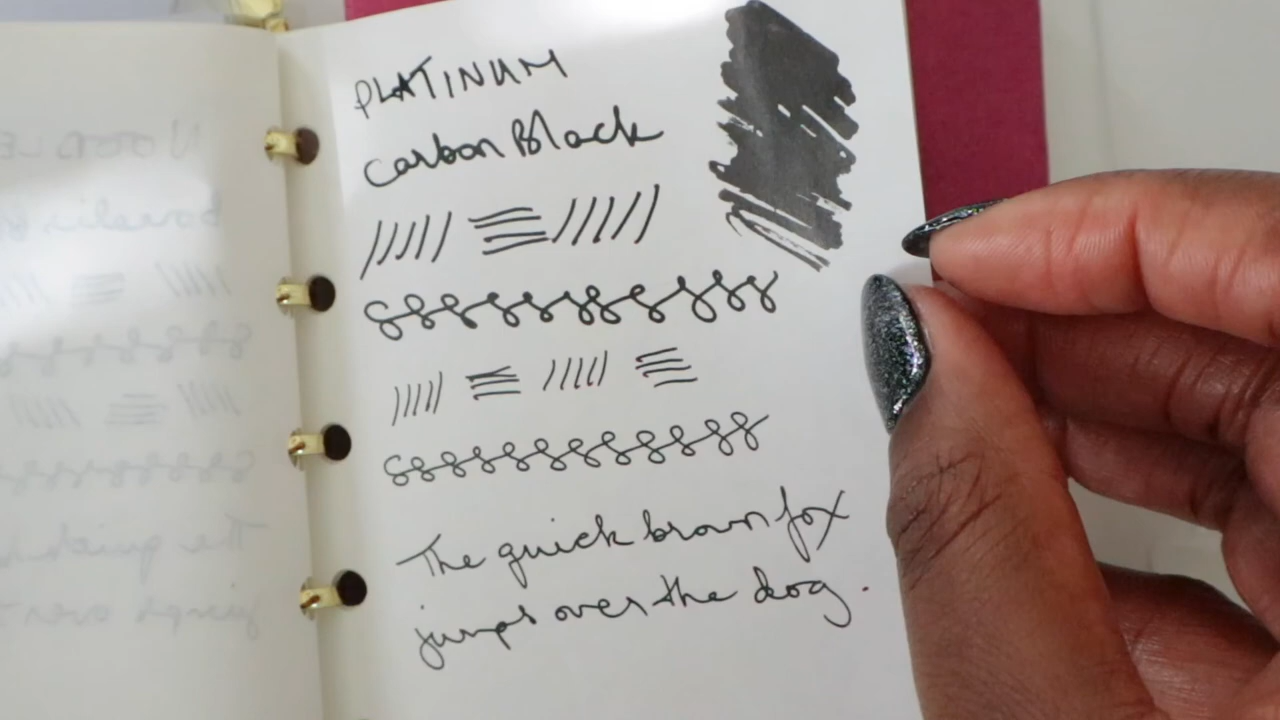 PLATINUM
Carbon Black
The quick brown fox
jumps over the dog.